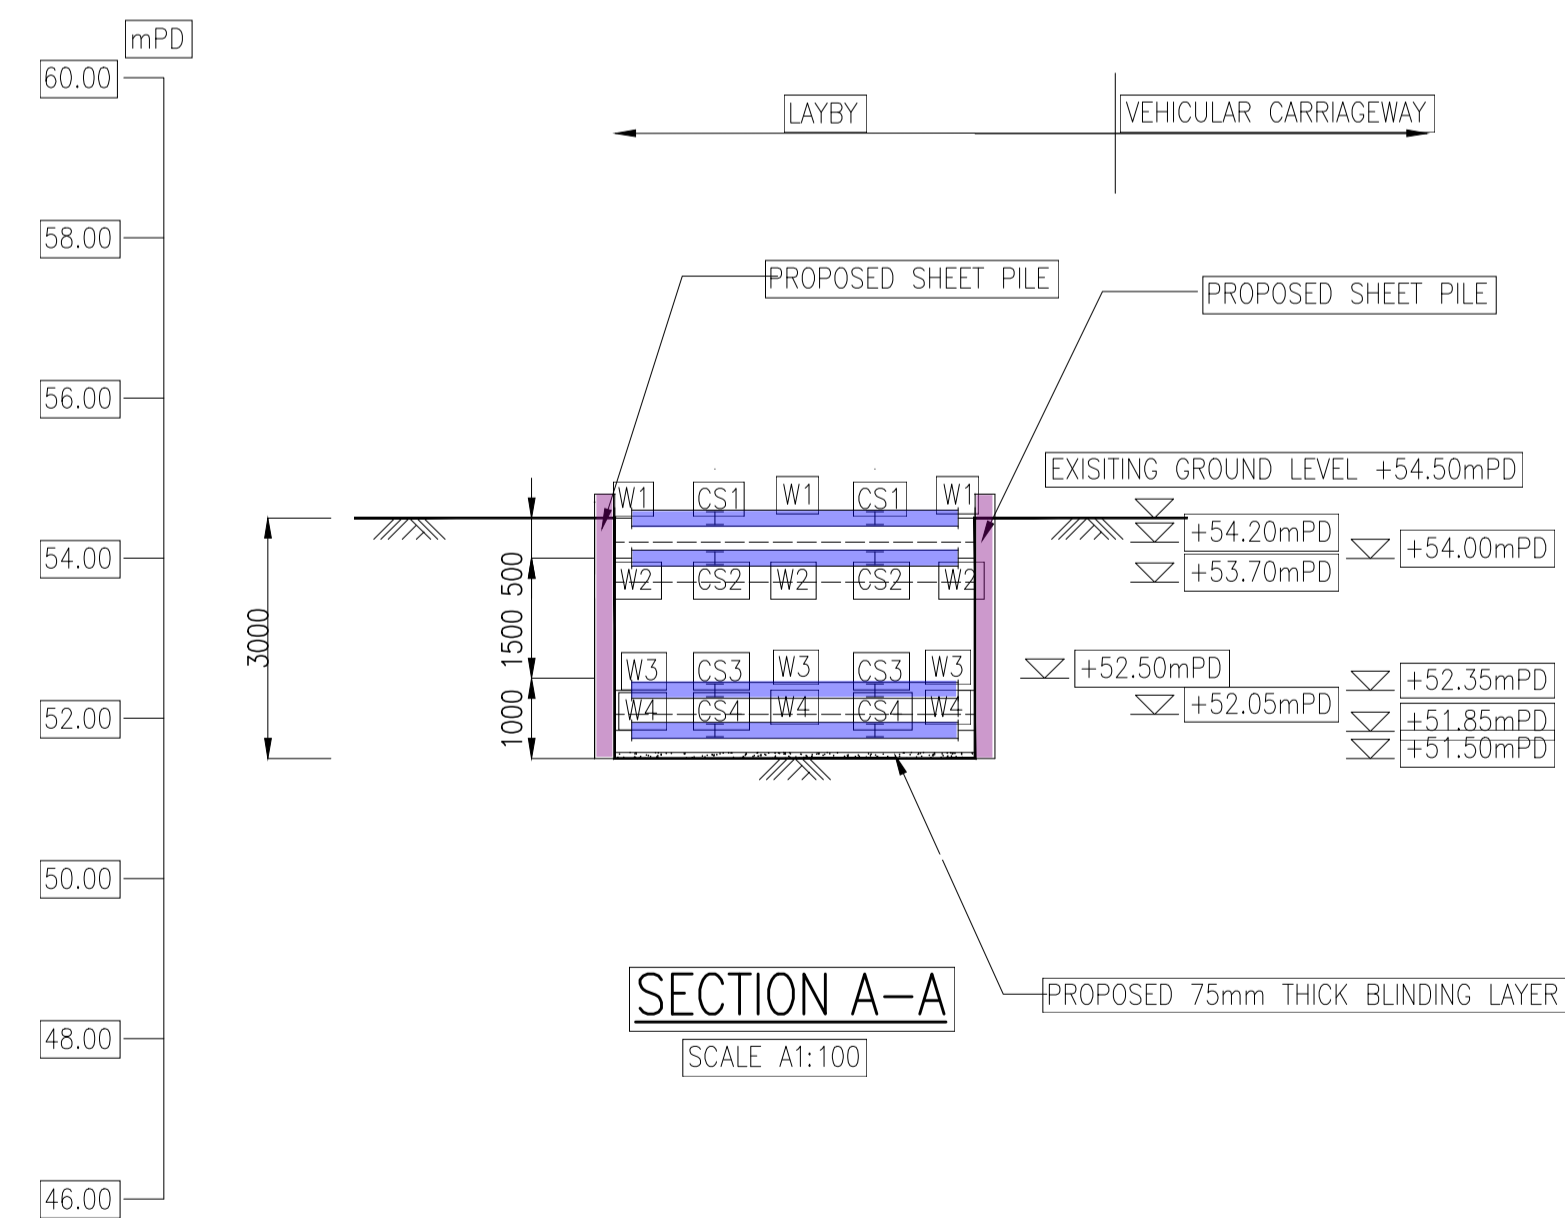 mPD
60.00
LAYBY
VEHICULAR CARRIAGEWAY
58.00
PROPOSED SHEET PILE
PROPOSED SHEET PILE
56.00
EXISITING GROUND LEVEL +54.50mPD
W1 CS1 W1 CS1 W1
+54.20mPD
+54.00mPD
54.00
500
W2 CS2 W2 CS2 W2
+53.70mPD
3000
1500
W3 CS3 W3 CS3 W3
+52.50mPD
+52.35mPD
W4 CS4 W4 CS4 W4
+52.05mPD
52.00
1000
+51.85mPD
+51.50mPD
50.00
SECTION A-A
PROPOSED 75mm THICK BLINDING LAYER
48.00
SCALE A1:100
46.00